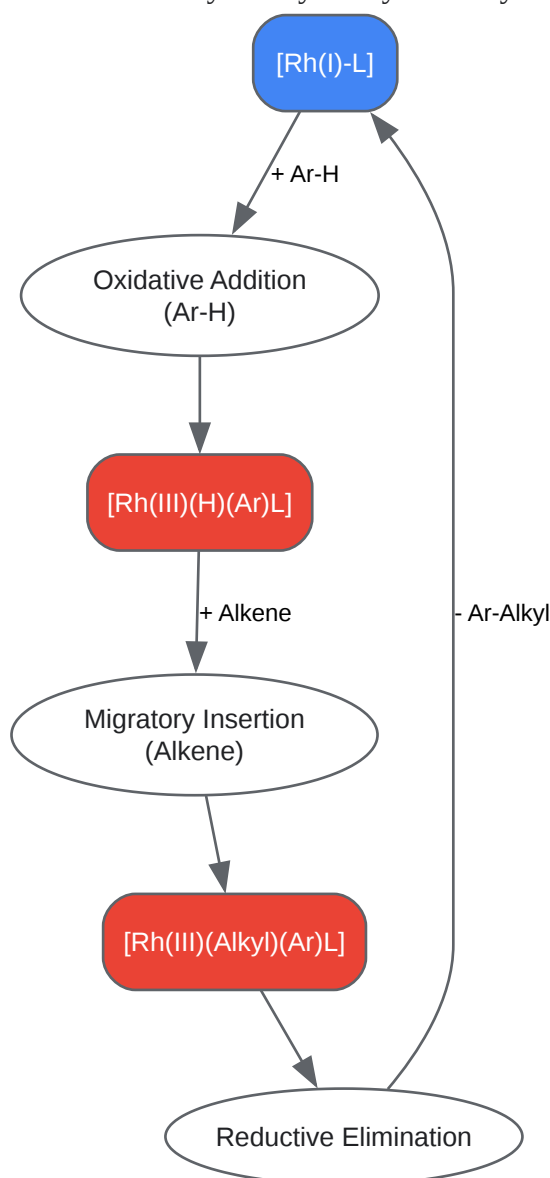 [Rh(I)-L]
+ Ar-H
Oxidative Addition
(Ar-H)
[Rh(III)(H)(Ar)L]
+ Alkene
- Ar-Alkyl
Migratory Insertion
(Alkene)
[Rh(III)(Alkyl)(Ar)L]
Reductive Elimination